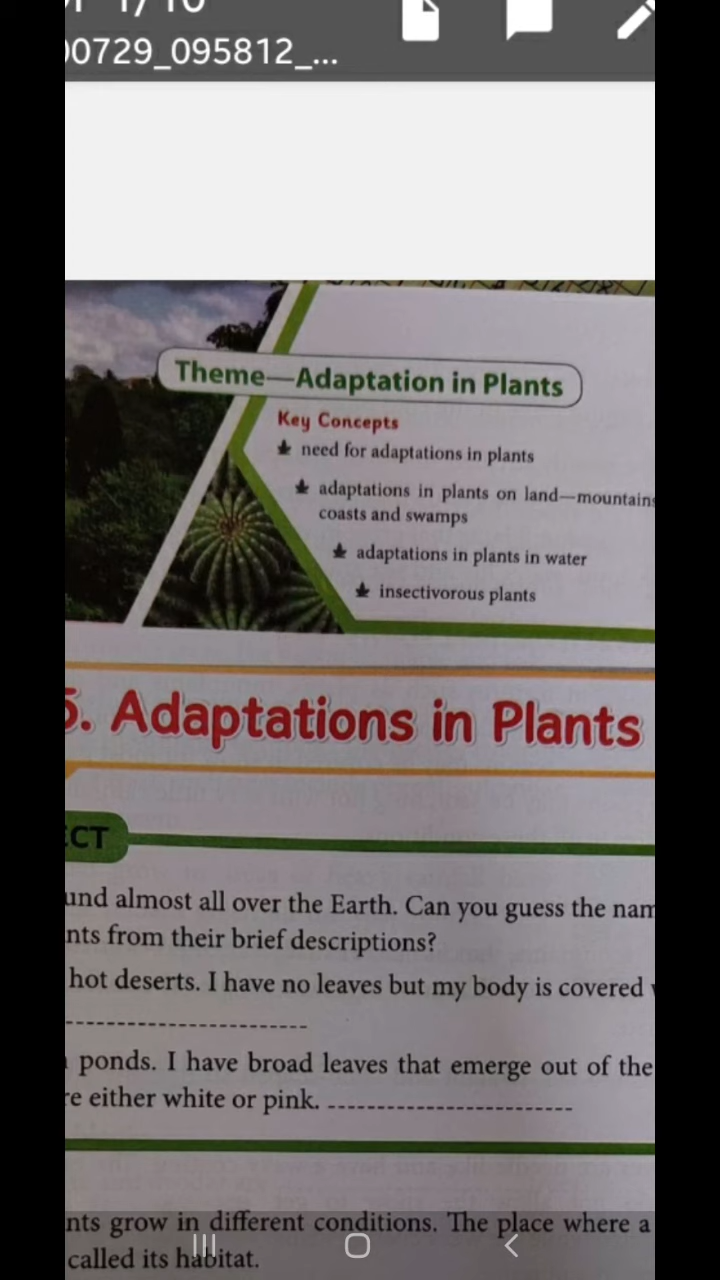 00729_095812_...
Theme—Adaptation in Plants
Key Concepts
need for adaptations in plants
adaptations in plants on land—mountains
coasts and swamps
adaptations in plants in water
insectivorous plants
5. Adaptations in Plants
CT
und almost all over the Earth. Can you guess the nam
nts from their brief descriptions?
hot deserts. I have no leaves but my body is covered
ponds. I have broad leaves that emerge out of the
re either white or pink.
nts grow in different conditions. The place where a
called its habitat.